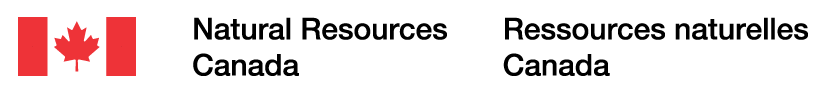 Natural Resources
Canada
Ressources naturelles
Canada